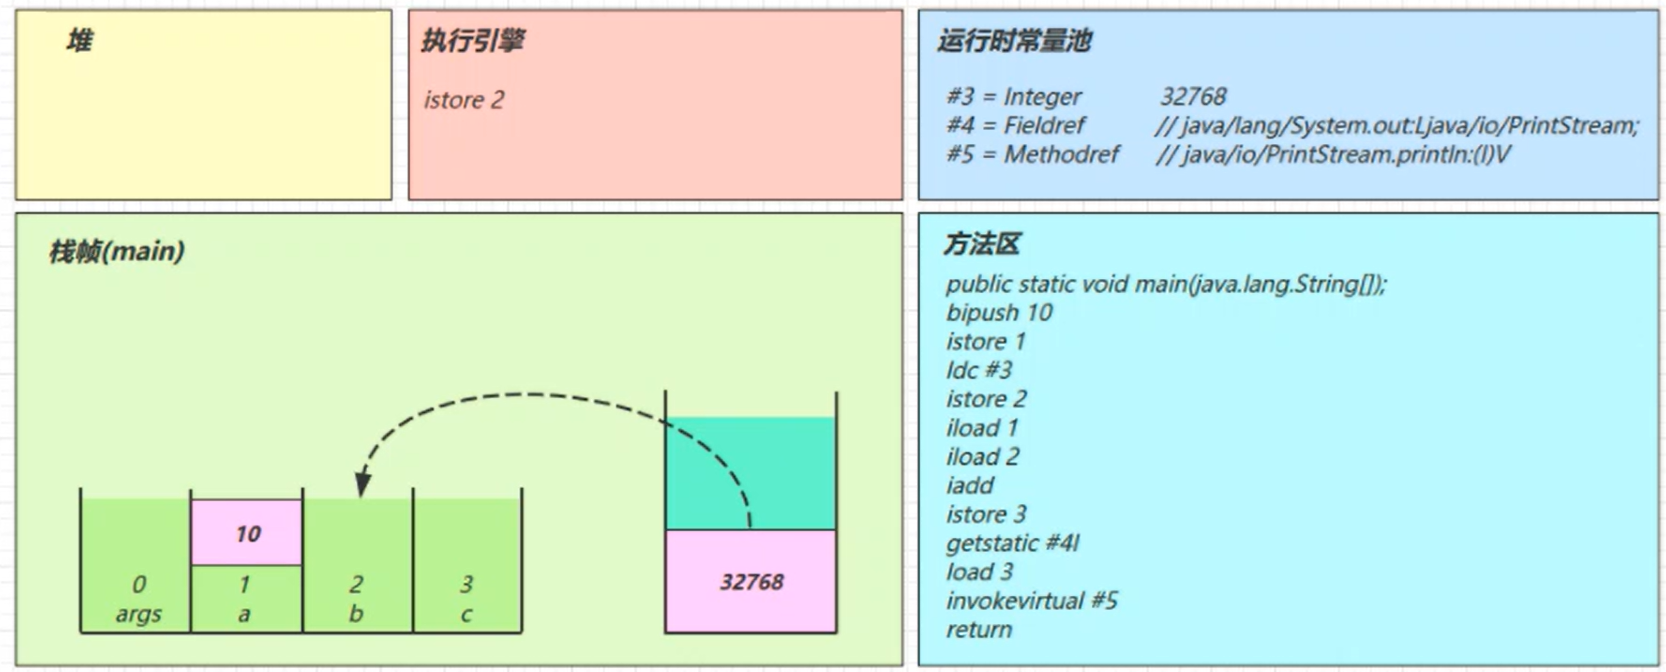 堆
执行引擎
istore 2
运行时常量池
#3 = Integer 32768
#4 = Fieldref // java/lang/System.out:Ljava/io/PrintStream;
#5 = Methodref // java/io/PrintStream.println:(I)V
栈帧(main)
10
0 1 2 3
args a b c
32768
方法区
public static void main(java.lang.String[]);
bipush 10
istore 1
ldc #3
istore 2
iload 1
iload 2
iadd
istore 3
getstatic #4I
load 3
invokevirtual #5
return